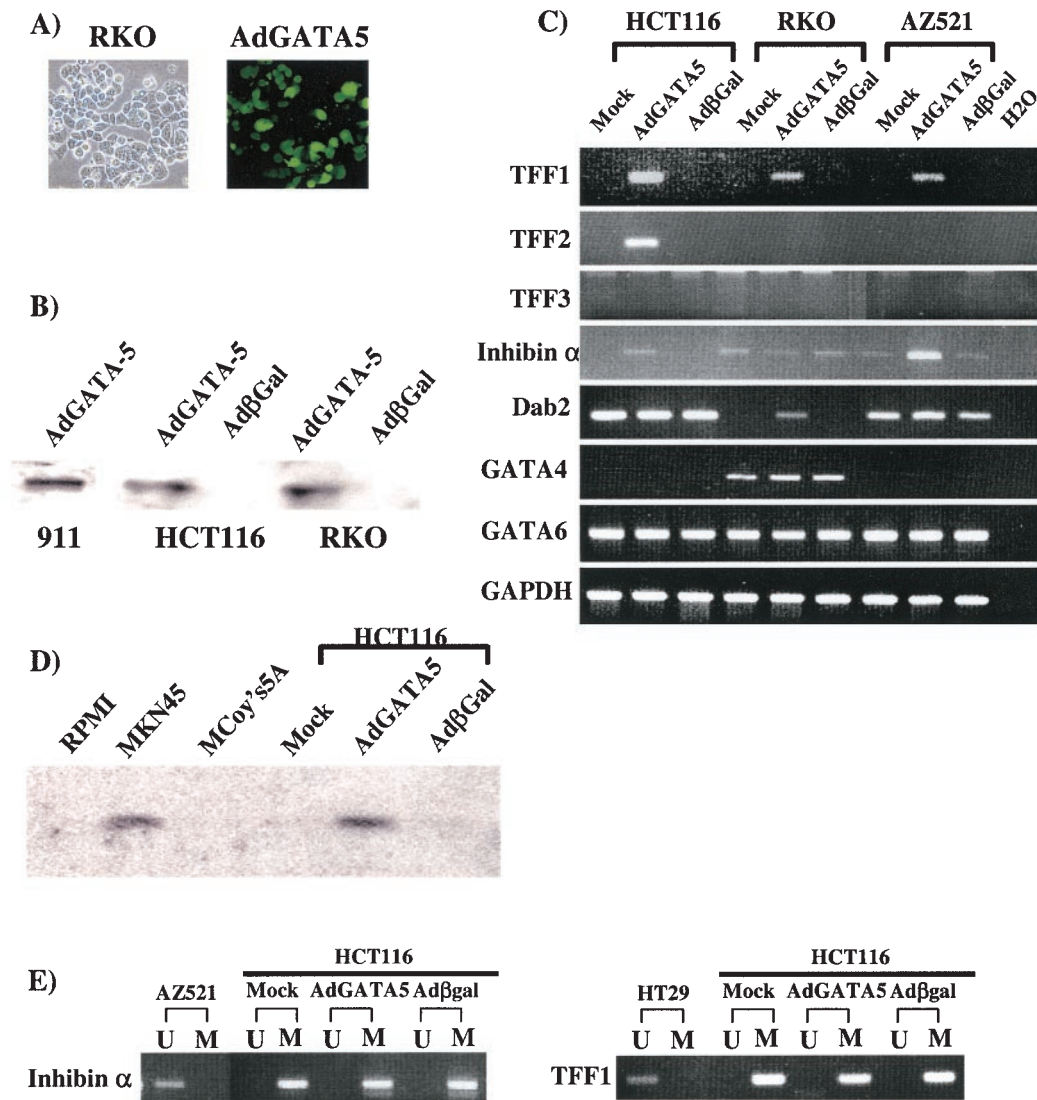 A)
RKO
AdGATA5
B)
AdGATA-5
AdGATA-5
AdβGal
AdGATA-5
AdβGal
911
HCT116
RKO
C)
HCT116
RKO
AZ521
Mock
AdGATA5
AdβGal
Mock
AdGATA5
AdβGal
Mock
AdGATA5
AdβGal
H2O
TFF1
TFF2
TFF3
Inhibin α
Dab2
GATA4
GATA6
GAPDH
D)
HCT116
RPMI
MKN45
MCoy's5A
Mock
AdGATA5
AdβGal
E)
HCT116
AZ521
Mock
AdGATA5
Adβgal
U M U M U M U M
Inhibin α
HCT116
HT29
Mock
AdGATA5
Adβgal
U M U M U M U M
TFF1